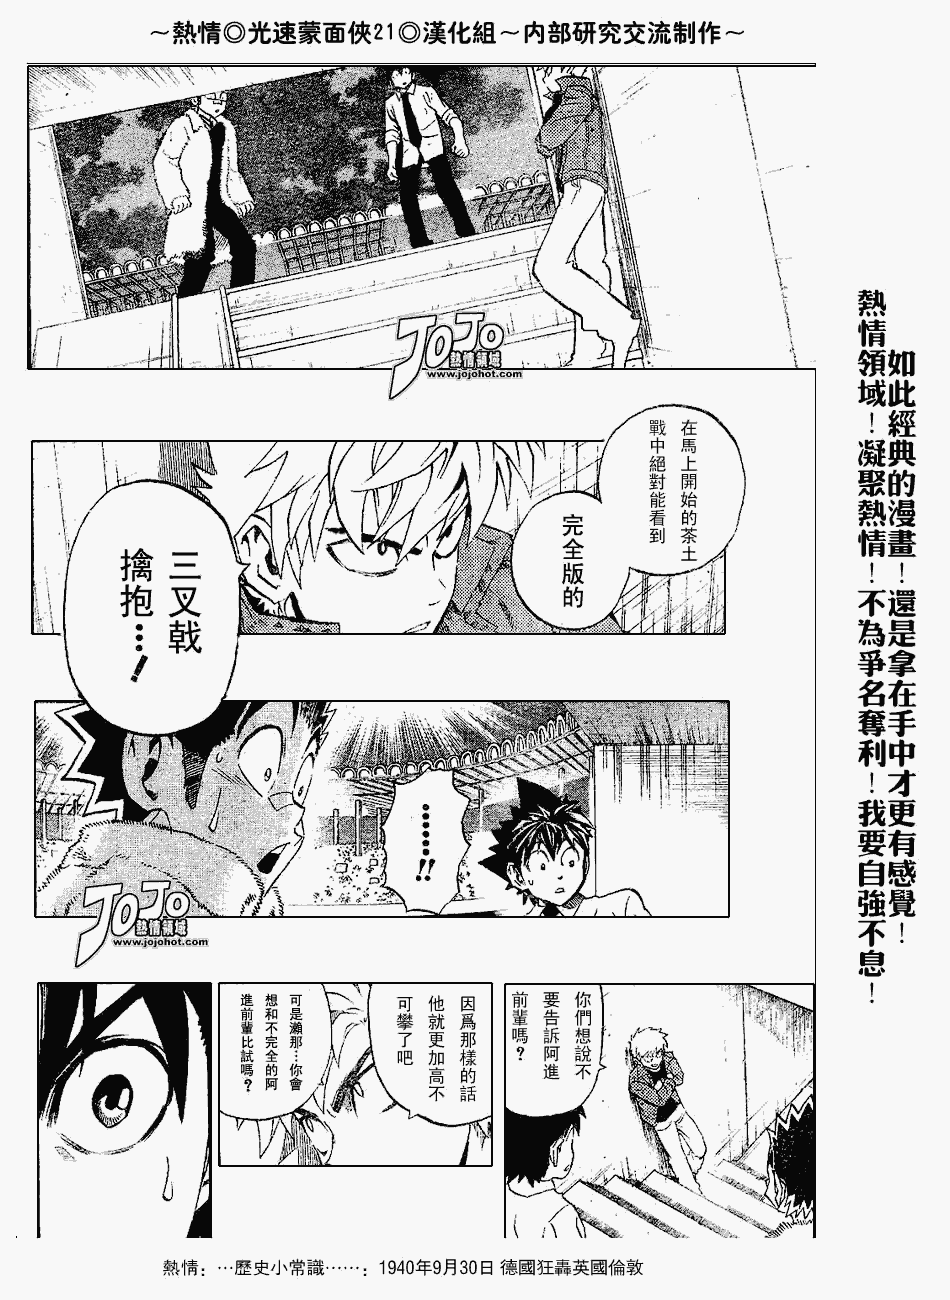 ～熱情◎光速蒙面俠21◎漢化組～内部研究交流制作～
JOJO
熱情領域
www.jojohot.com
在馬上開始的茶土
戰中絕對能看到
完全版的
三叉戟
擒抱…！
……!!
JOJO
熱情領域
www.jojohot.com
你們想說不
要告訴阿進
前輩嗎？
因爲那樣的話
他就更加高不
可攀了吧
可是瀨那…你會
想和不完全的阿
進前輩比試嗎？
如此經典的漫畫！還是拿在手中才更有感覺！
熱情領域！凝聚熱情！不為爭名奪利！我要自強不息！
熱情：…歷史小常識……：1940年9月30日 德國狂轟英國倫敦